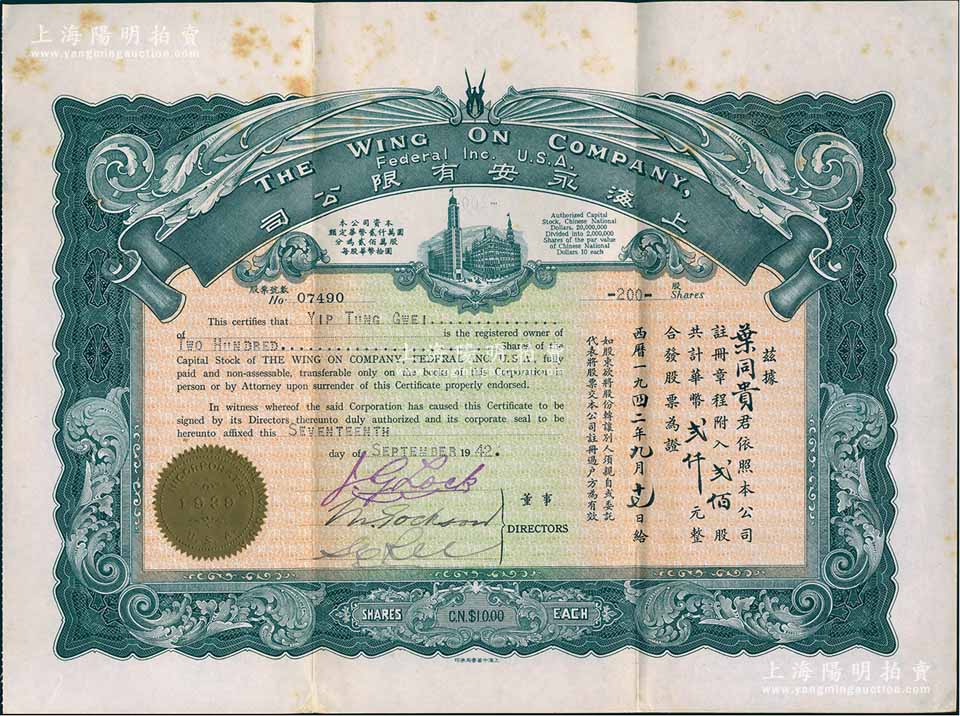 上海陽明拍賣
www.yangmingauction.com
THE WING ON COMPANY,
Federal Inc. U.S.A.
上海永安有限公司
本公司資本
額定華幣貳仟萬圓
分為貳佰萬股
每股華幣拾圓
Authorized Capital
Stock, Chinese National
Dollars. 20,000,000
Divided into 2,000,000
Shares of the par value
of Chinese National
Dollars 10 each
股票號數
No. 07490
-200- 股
Shares
This certifies that YIP TUNG GWEI
of is the registered owner of
TWO HUNDRED Shares of the
Capital Stock of THE WING ON COMPANY, FEDERAL INC. U.S.A. fully
paid and non-assessable, transferable only on the books of this Corporation in
person or by Attorney upon surrender of this Certificate properly endorsed.
In witness whereof the said Corporation has caused this Certificate to be
signed by its Directors thereunto duly authorized and its corporate seal to be
hereunto affixed this SEVENTEENTH
day of SEPTEMBER 1942.
茲據
葉同貴君依照本公司
註冊章程附入貳佰股
共計華幣貳仟元整
合發股票為證
西曆一九四二年九月十七日給
如股東欲將股份轉讓別人須親自或委託
代表將股票交本公司註冊過户方為有效
INCORPORATED
1939
U.S.A.
董事
DIRECTORS
SHARES C.N.$10.00 EACH
上海陽明拍賣
www.yangmingauction.com